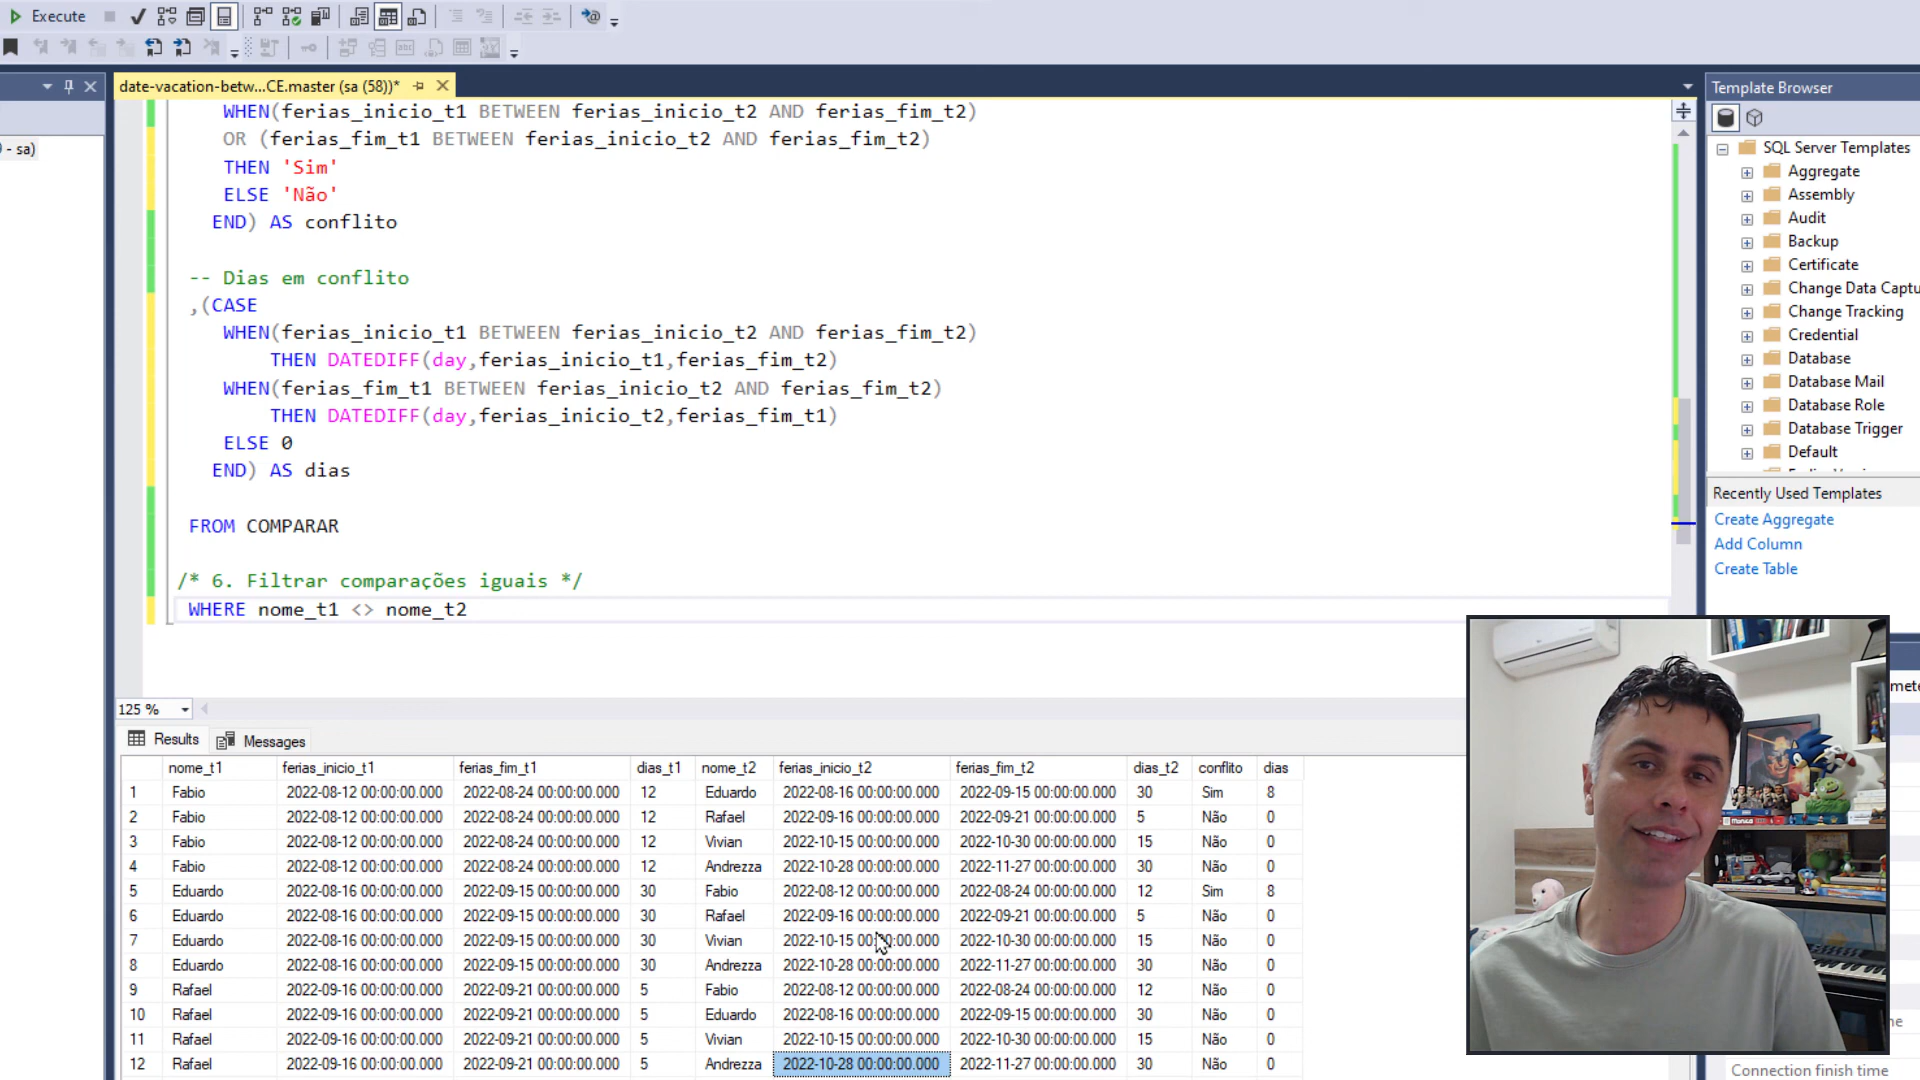 Execute
date-vacation-betw...CE.master (sa (58))*
WHEN(ferias_inicio_t1 BETWEEN ferias_inicio_t2 AND ferias_fim_t2)
OR (ferias_fim_t1 BETWEEN ferias_inicio_t2 AND ferias_fim_t2)
THEN 'Sim'
ELSE 'Não'
END) AS conflito
-- Dias em conflito
,(CASE
WHEN(ferias_inicio_t1 BETWEEN ferias_inicio_t2 AND ferias_fim_t2)
THEN DATEDIFF(day,ferias_inicio_t1,ferias_fim_t2)
WHEN(ferias_fim_t1 BETWEEN ferias_inicio_t2 AND ferias_fim_t2)
THEN DATEDIFF(day,ferias_inicio_t2,ferias_fim_t1)
ELSE 0
END) AS dias
FROM COMPARAR
/* 6. Filtrar comparações iguais */
WHERE nome_t1 <> nome_t2
- sa)
125 %
Results Messages
nome_t1 ferias_inicio_t1 ferias_fim_t1 dias_t1 nome_t2 ferias_inicio_t2 ferias_fim_t2 dias_t2 conflito dias
1 Fabio 2022-08-12 00:00:00.000 2022-08-24 00:00:00.000 12 Eduardo 2022-08-16 00:00:00.000 2022-09-15 00:00:00.000 30 Sim 8
2 Fabio 2022-08-12 00:00:00.000 2022-08-24 00:00:00.000 12 Rafael 2022-09-16 00:00:00.000 2022-09-21 00:00:00.000 5 Não 0
3 Fabio 2022-08-12 00:00:00.000 2022-08-24 00:00:00.000 12 Vivian 2022-10-15 00:00:00.000 2022-10-30 00:00:00.000 15 Não 0
4 Fabio 2022-08-12 00:00:00.000 2022-08-24 00:00:00.000 12 Andrezza 2022-10-28 00:00:00.000 2022-11-27 00:00:00.000 30 Não 0
5 Eduardo 2022-08-16 00:00:00.000 2022-09-15 00:00:00.000 30 Fabio 2022-08-12 00:00:00.000 2022-08-24 00:00:00.000 12 Sim 8
6 Eduardo 2022-08-16 00:00:00.000 2022-09-15 00:00:00.000 30 Rafael 2022-09-16 00:00:00.000 2022-09-21 00:00:00.000 5 Não 0
7 Eduardo 2022-08-16 00:00:00.000 2022-09-15 00:00:00.000 30 Vivian 2022-10-15 00:00:00.000 2022-10-30 00:00:00.000 15 Não 0
8 Eduardo 2022-08-16 00:00:00.000 2022-09-15 00:00:00.000 30 Andrezza 2022-10-28 00:00:00.000 2022-11-27 00:00:00.000 30 Não 0
9 Rafael 2022-09-16 00:00:00.000 2022-09-21 00:00:00.000 5 Fabio 2022-08-12 00:00:00.000 2022-08-24 00:00:00.000 12 Não 0
10 Rafael 2022-09-16 00:00:00.000 2022-09-21 00:00:00.000 5 Eduardo 2022-08-16 00:00:00.000 2022-09-15 00:00:00.000 30 Não 0
11 Rafael 2022-09-16 00:00:00.000 2022-09-21 00:00:00.000 5 Vivian 2022-10-15 00:00:00.000 2022-10-30 00:00:00.000 15 Não 0
12 Rafael 2022-09-16 00:00:00.000 2022-09-21 00:00:00.000 5 Andrezza 2022-10-28 00:00:00.000 2022-11-27 00:00:00.000 30 Não 0
Template Browser
SQL Server Templates
Aggregate
Assembly
Audit
Backup
Certificate
Change Data Captu
Change Tracking
Credential
Database
Database Mail
Database Role
Database Trigger
Default
Recently Used Templates
Create Aggregate
Add Column
Create Table
Connection finish time